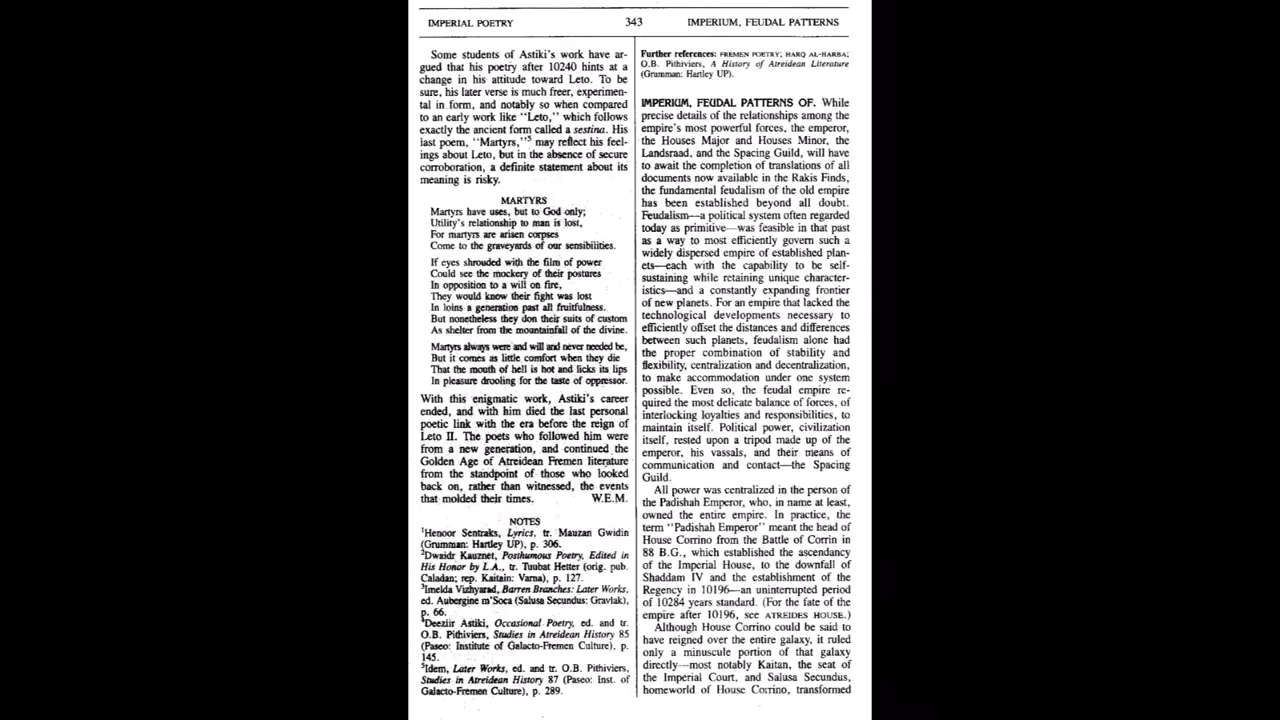 IMPERIAL POETRY 343 IMPERIUM, FEUDAL PATTERNS
Some students of Astiki's work have ar-
gued that his poetry after 10240 hints at a
change in his attitude toward Leto. To be
sure, his later verse is much freer, experimen-
tal in form, and notably so when compared
to an early work like "Leto," which follows
exactly the ancient form called a sestina. His
last poem, "Martyrs,"⁵ may reflect his feel-
ings about Leto, but in the absence of secure
corroboration, a definite statement about its
meaning is risky.
MARTYRS
Martyrs have uses, but to God only;
Utility's relationship to man is lost,
For martyrs are arisen corpses
Come to the graveyards of our sensibilities.
If eyes shrouded with the film of power
Could see the mockery of their postures
In opposition to a will on fire,
They would know their fight was lost
In loins a generation past all fruitfulness.
But nonetheless they don their suits of custom
As shelter from the mountainfall of the divine.
Martyrs always were and will and never needed be,
But it comes as little comfort when they die
That the mouth of hell is hot and licks its lips
In pleasure drooling for the taste of oppressor.
With this enigmatic work, Astiki's career
ended, and with him died the last personal
poetic link with the era before the reign of
Leto II. The poets who followed him were
from a new generation, and continued the
Golden Age of Atreidean Fremen literature
from the standpoint of those who looked
back on, rather than witnessed, the events
that molded their times. W.E.M.
NOTES
¹Henoor Sentraks, Lyrics, tr. Mauzan Gwidin
(Grumman: Hartley UP), p. 306.
²Dwaidr Kauznet, Posthumous Poetry, Edited in
His Honor by L.A., tr. Tuubat Hetter (orig. pub.
Caladan; rep. Kaitain: Varna), p. 127.
³Imelda Vizhyarad, Barren Branches: Later Works,
ed. Aubergine m'Soca (Salusa Secundus: Gravlak),
p. 66.
⁴Deeziir Astiki, Occasional Poetry, ed. and tr.
O.B. Pithiviers, Studies in Atreidean History 85
(Paseo: Institute of Galacto-Fremen Culture), p.
145.
⁵Idem, Later Works, ed. and tr. O.B. Pithiviers,
Studies in Atreidean History 87 (Paseo: Inst. of
Galacto-Fremen Culture), p. 289.
Further references: FREMEN POETRY; HARQ AL-HARBA;
O.B. Pithiviers, A History of Atreidean Literature
(Grumman: Hartley UP).
IMPERIUM, FEUDAL PATTERNS OF. While
precise details of the relationships among the
empire's most powerful forces, the emperor,
the Houses Major and Houses Minor, the
Landsraad, and the Spacing Guild, will have
to await the completion of translations of all
documents now available in the Rakis Finds,
the fundamental feudalism of the old empire
has been established beyond all doubt.
Feudalism—a political system often regarded
today as primitive—was feasible in that past
as a way to most efficiently govern such a
widely dispersed empire of established plan-
ets—each with the capability to be self-
sustaining while retaining unique character-
istics—and a constantly expanding frontier
of new planets. For an empire that lacked the
technological developments necessary to
efficiently offset the distances and differences
between such planets, feudalism alone had
the proper combination of stability and
flexibility, centralization and decentralization,
to make accommodation under one system
possible. Even so, the feudal empire re-
quired the most delicate balance of forces, of
interlocking loyalties and responsibilities, to
maintain itself. Political power, civilization
itself, rested upon a tripod made up of the
emperor, his vassals, and their means of
communication and contact—the Spacing
Guild.
All power was centralized in the person of
the Padishah Emperor, who, in name at least,
owned the entire empire. In practice, the
term "Padishah Emperor" meant the head of
House Corrino from the Battle of Corrin in
88 B.G., which established the ascendancy
of the Imperial House, to the downfall of
Shaddam IV and the establishment of the
Regency in 10196—an uninterrupted period
of 10284 years standard. (For the fate of the
empire after 10196, see ATREIDES HOUSE.)
Although House Corrino could be said to
have reigned over the entire galaxy, it ruled
only a minuscule portion of that galaxy
directly—most notably Kaitan, the seat of
the Imperial Court, and Salusa Secundus,
homeworld of House Corrino, transformed